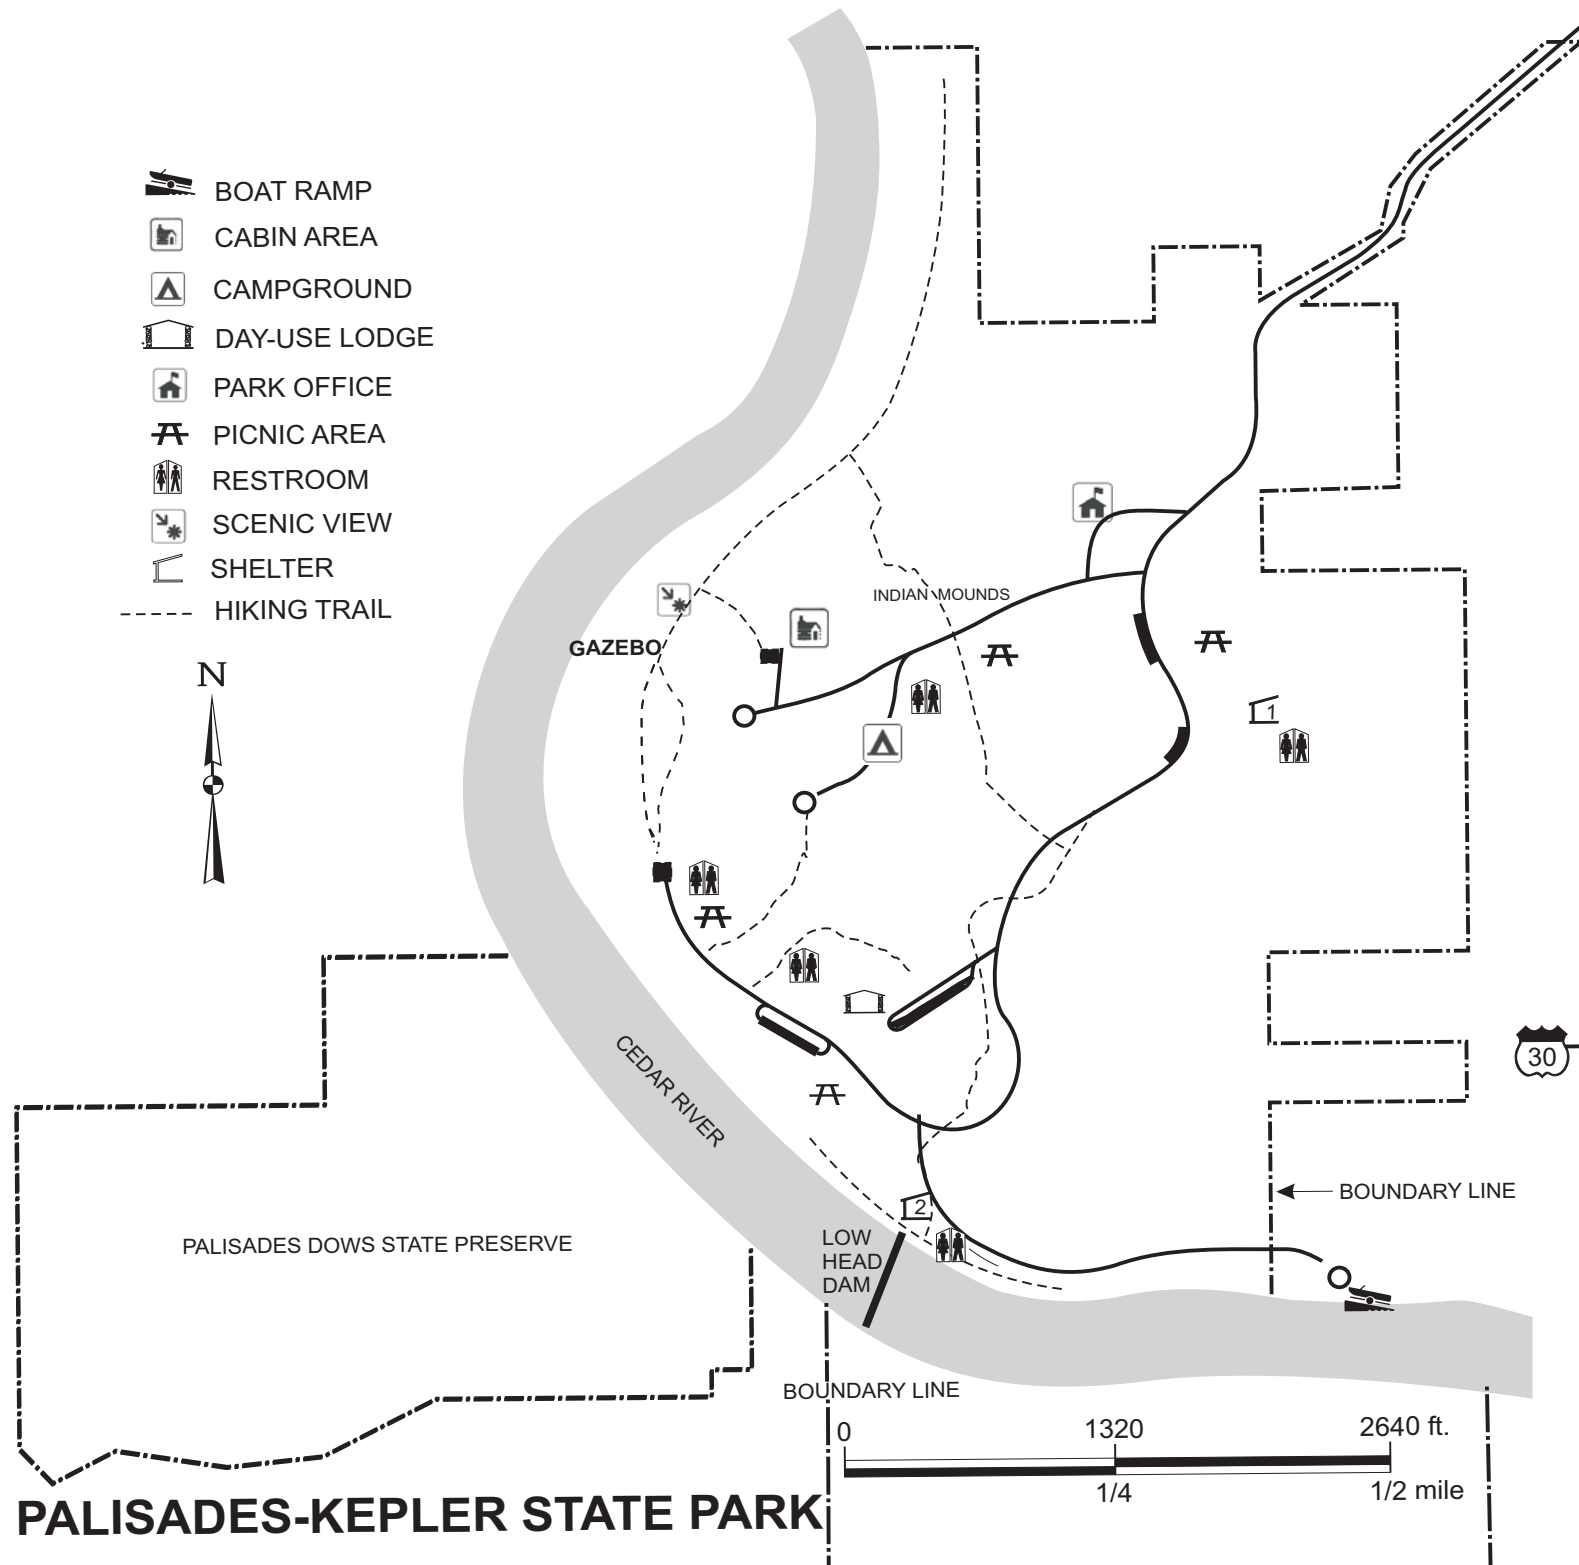 BOAT RAMP
CABIN AREA
CAMPGROUND
DAY-USE LODGE
PARK OFFICE
PICNIC AREA
RESTROOM
SCENIC VIEW
SHELTER
HIKING TRAIL
N
INDIAN MOUNDS
GAZEBO
1
CEDAR RIVER
30
BOUNDARY LINE
2
PALISADES DOWS STATE PRESERVE
LOW
HEAD
DAM
BOUNDARY LINE
0 1320 2640 ft.
1/4 1/2 mile
PALISADES-KEPLER STATE PARK